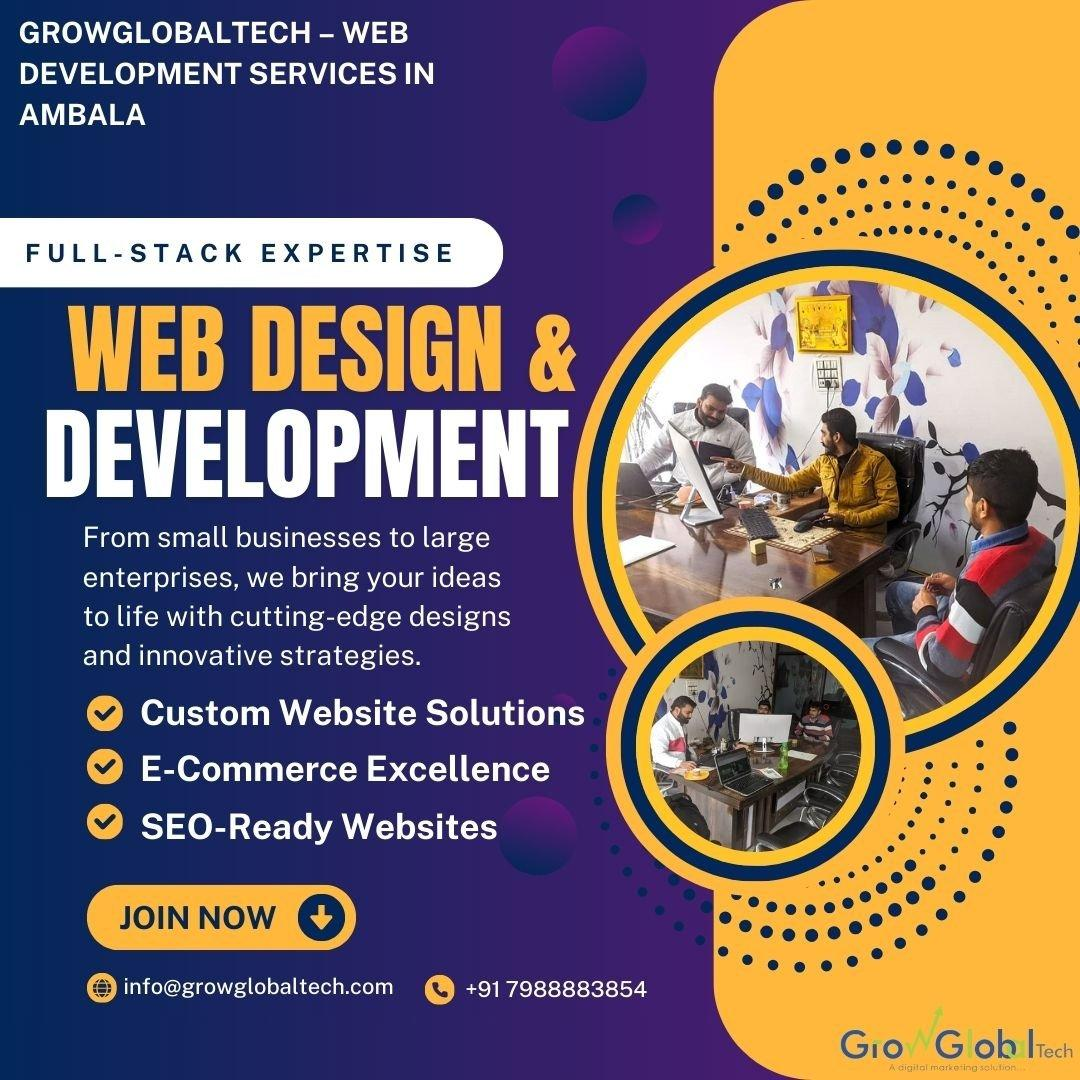 GROWGLOBALTECH – WEB
DEVELOPMENT SERVICES IN
AMBALA
FULL-STACK EXPERTISE
WEB DESIGN &
DEVELOPMENT
From small businesses to large
enterprises, we bring your ideas
to life with cutting-edge designs
and innovative strategies.
Custom Website Solutions
E-Commerce Excellence
SEO-Ready Websites
JOIN NOW
info@growglobaltech.com
+91 7988883854
GroWGlobalTech
A digital marketing solution...